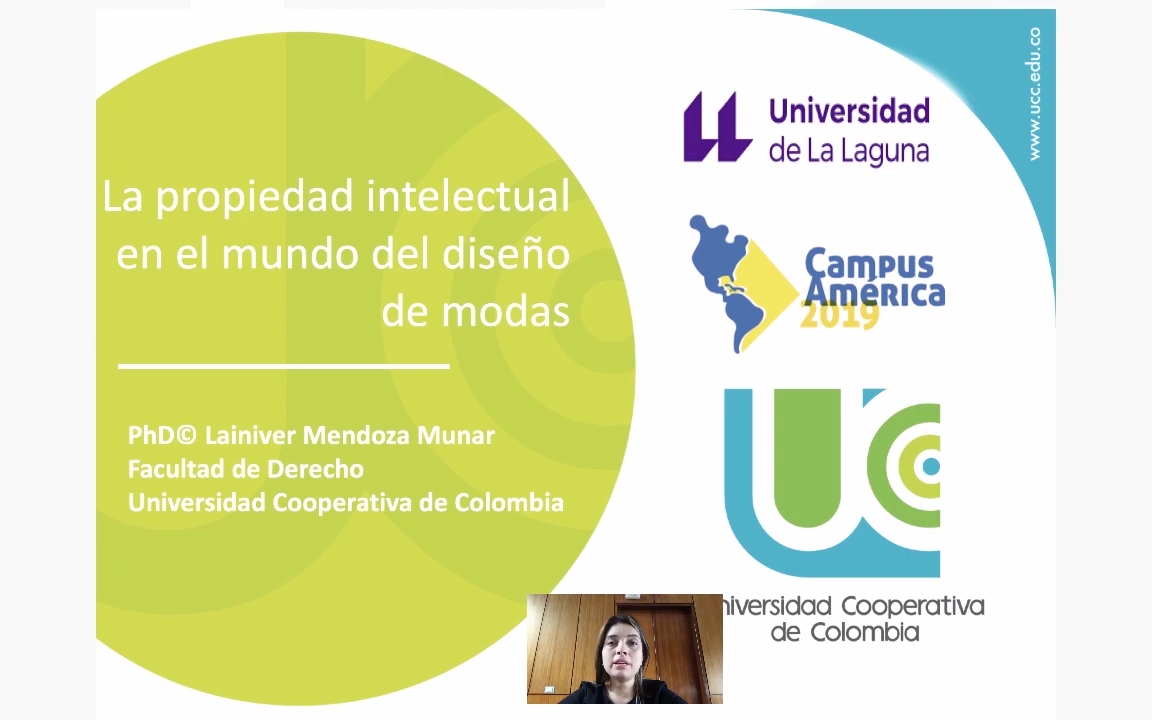 La propiedad intelectual
en el mundo del diseño
de modas
PhD© Lainiver Mendoza Munar
Facultad de Derecho
Universidad Cooperativa de Colombia
www.ucc.edu.co
Universidad
de La Laguna
Campus
América
2019
niversidad Cooperativa
de Colombia